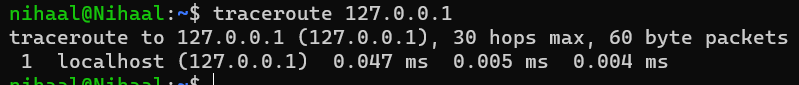 nihaal@Nihaal:~$ traceroute 127.0.0.1
traceroute to 127.0.0.1 (127.0.0.1), 30 hops max, 60 byte packets
 1  localhost (127.0.0.1)  0.047 ms  0.005 ms  0.004 ms
nihaal@Nihaal:~$